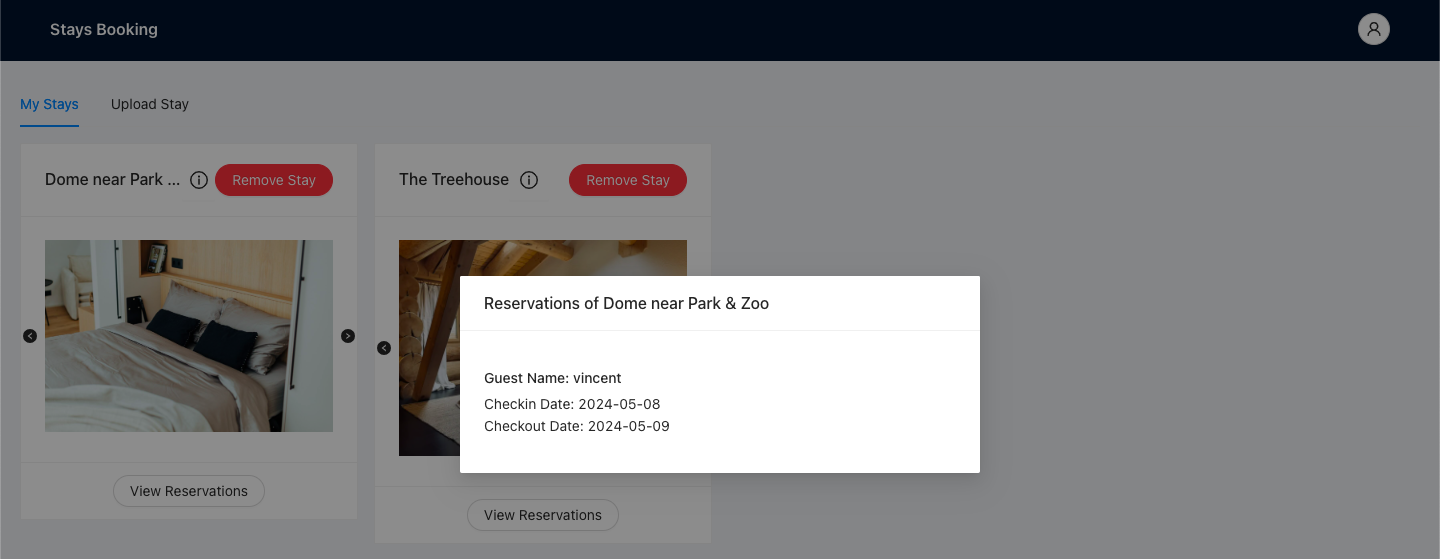 Stays Booking
My Stays
Upload Stay
Dome near Park ...
Remove Stay
The Treehouse
Remove Stay
Reservations of Dome near Park & Zoo
Guest Name: vincent
Checkin Date: 2024-05-08
Checkout Date: 2024-05-09
View Reservations
View Reservations